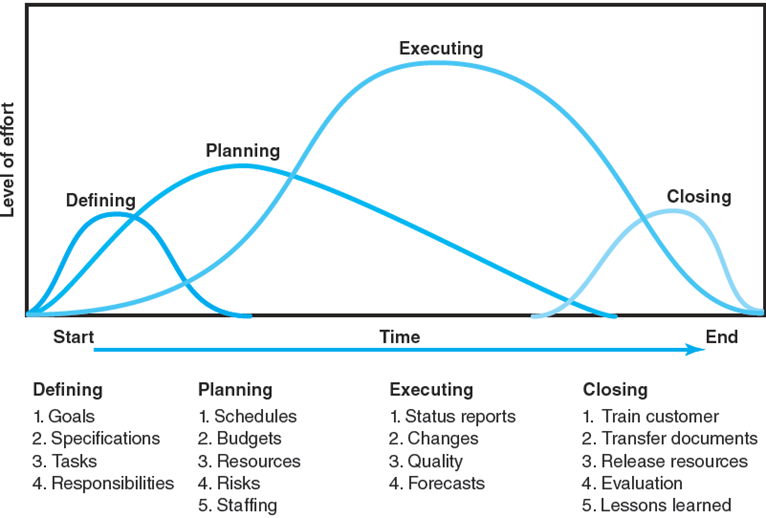 Executing
Planning
Defining
Closing
Level of effort
Start
Time
End
Defining
1. Goals
2. Specifications
3. Tasks
4. Responsibilities
Planning
1. Schedules
2. Budgets
3. Resources
4. Risks
5. Staffing
Executing
1. Status reports
2. Changes
3. Quality
4. Forecasts
Closing
1. Train customer
2. Transfer documents
3. Release resources
4. Evaluation
5. Lessons learned